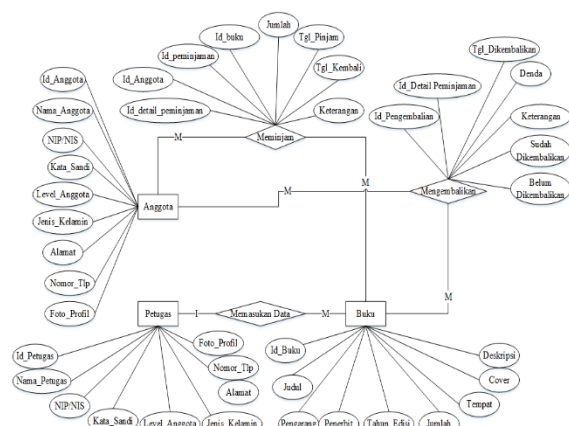 Jumlah
Id_buku
Tgl_Pinjam
Id_peminjaman
Tgl_Kembali
Id_Anggota
Id_detail_peminjaman
Keterangan
Meminjam
Tgl_Dikembalikan
Id_Detail Peminjaman
Denda
Id_Pengembalian
Keterangan
Sudah
Dikembalikan
Belum
Dikembalikan
Mengembalikan
Id_Anggota
Nama_Anggota
NIP/NIS
Kata_Sandi
Level_Anggota
Jenis_Kelamin
Alamat
Nomor_Tlp
Foto_Profil
Anggota
M
M
M
M
Petugas
I
Memasukan Data
M
Buku
Id_Petugas
Nama_Petugas
NIP/NIS
Kata_Sandi
Level_Anggota
Jenis_Kelamin
Alamat
Nomor_Tlp
Foto_Profil
Id_Buku
Judul
Pengarang
Penerbit
Tahun_Edisi
Jumlah
Tempat
Cover
Deskripsi